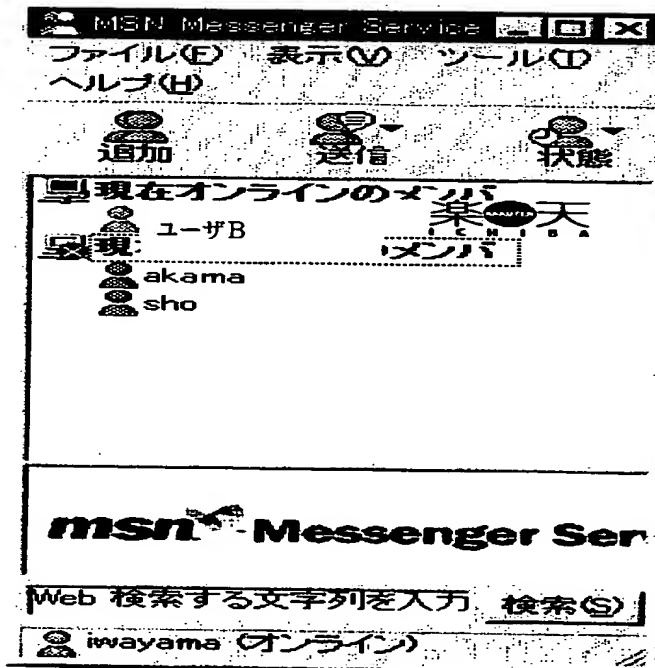 MSN Messenger Service
ファイル(F) 表示(V) ツール(T)
ヘルプ(H)
追加 送信 状態
現在オンラインのメンバ
楽天
ICHIBA
ユーザB
現 メンバ
akama
sho
msn Messenger Ser
Web 検索する文字列を入力 検索(S)
iwayama (オンライン)